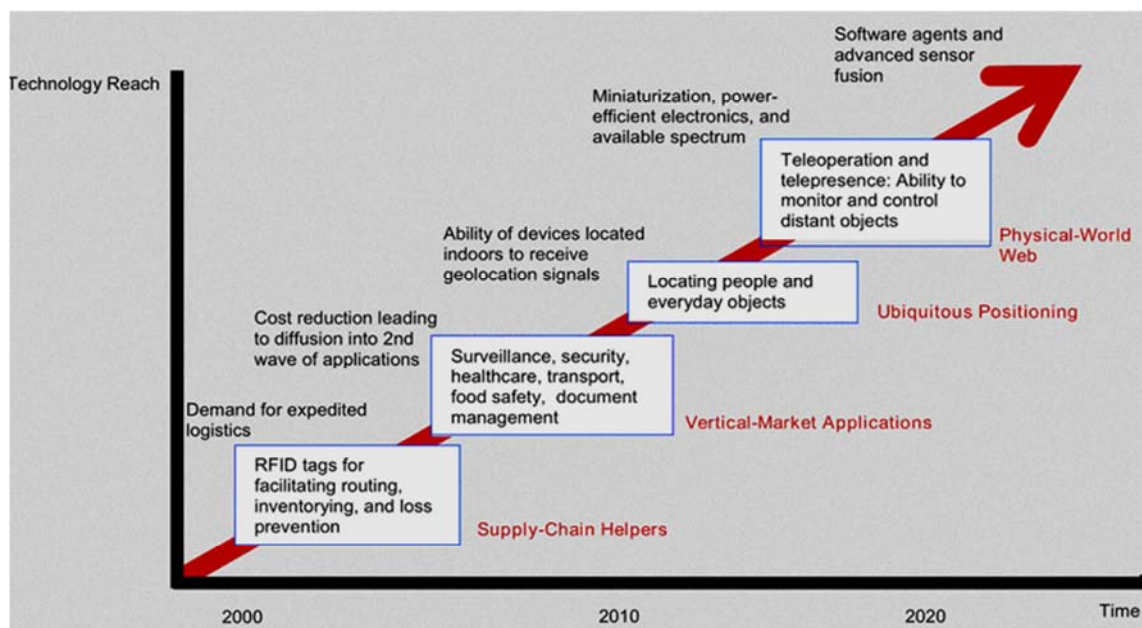 Software agents and
advanced sensor
fusion
Technology Reach
Miniaturization, power-
efficient electronics, and
available spectrum
Teleoperation and
telepresence: Ability to
monitor and control
distant objects
Physical-World
Web
Ability of devices located
indoors to receive
geolocation signals
Locating people and
everyday objects
Ubiquitous Positioning
Cost reduction leading
to diffusion into 2nd
wave of applications
Surveillance, security,
healthcare, transport,
food safety, document
management
Vertical-Market Applications
Demand for expedited
logistics
RFID tags for
facilitating routing,
inventorying, and loss
prevention
Supply-Chain Helpers
2000
2010
2020
Time